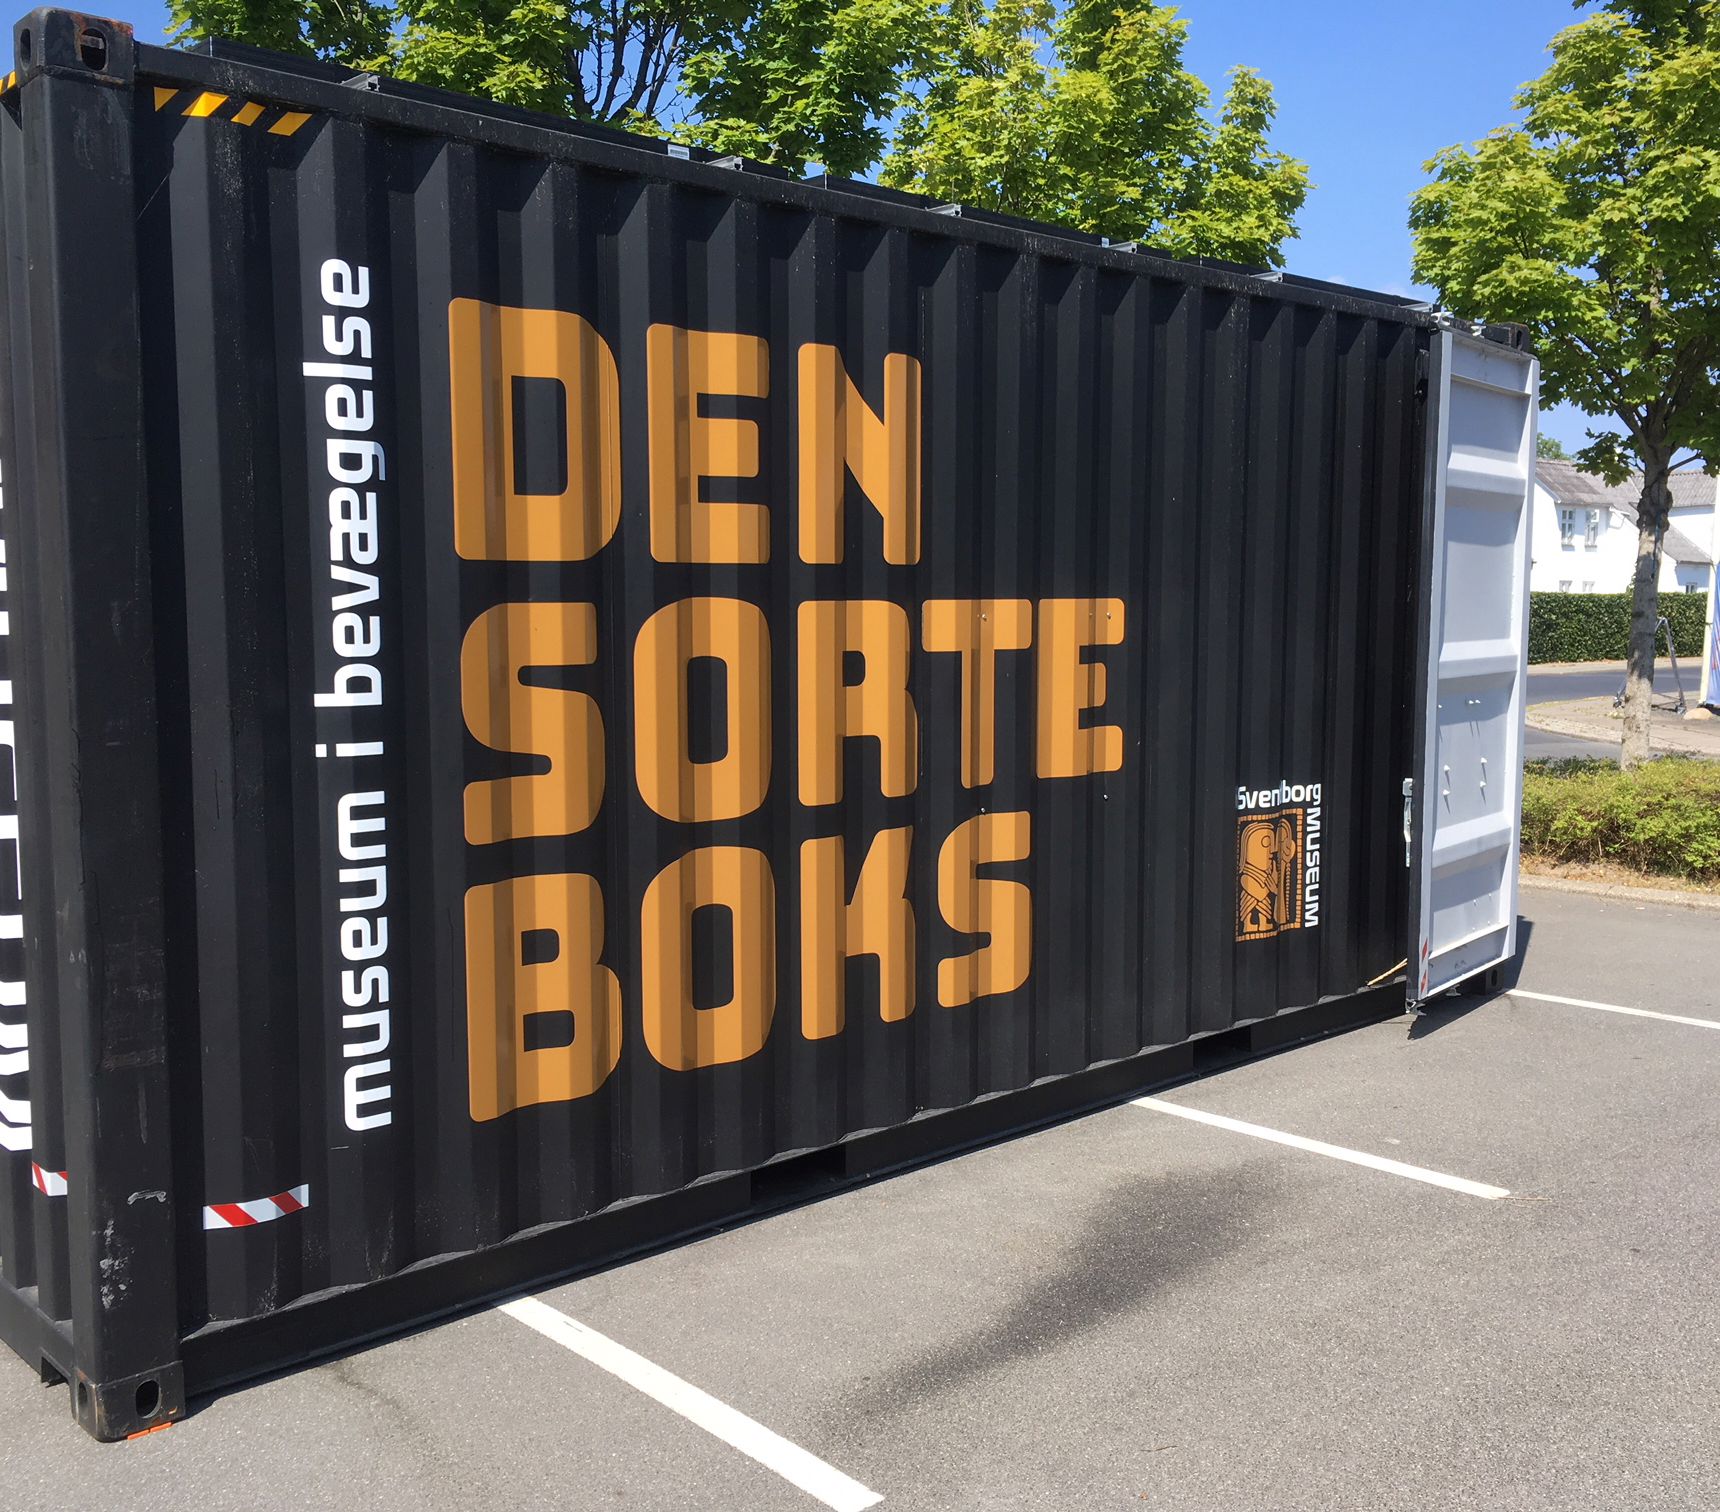 museum i bevægelse
DEN
SORTE
BOKS
Svendborg
MUSEUM